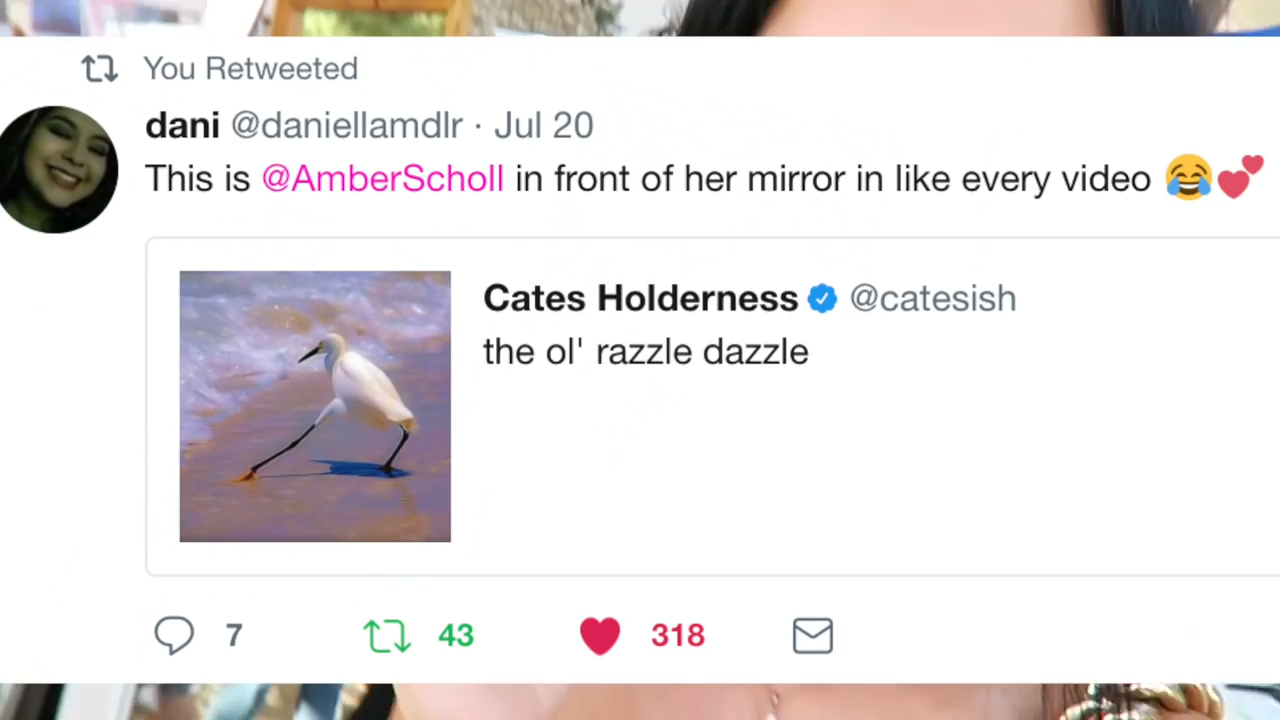 You Retweeted
dani @daniellamdlr · Jul 20
This is @AmberScholl in front of her mirror in like every video 😂💕
Cates Holderness @catesish
the ol' razzle dazzle
7 43 318